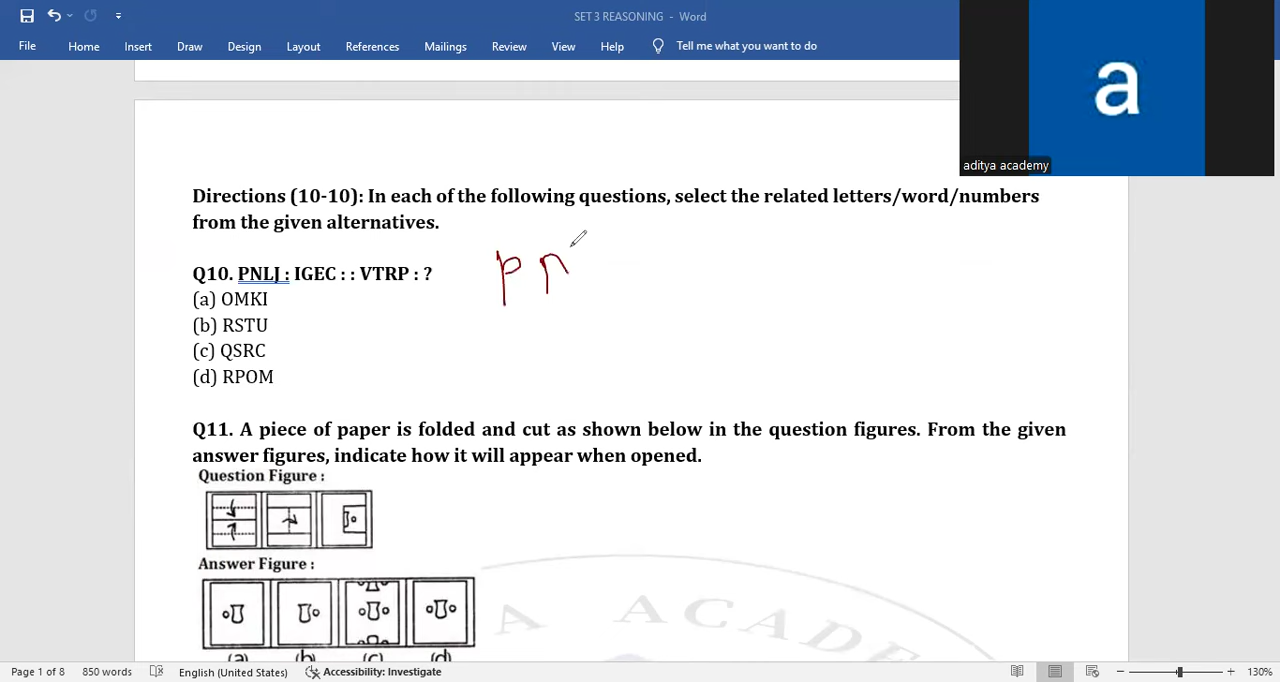 SET 3 REASONING - Word
File Home Insert Draw Design Layout References Mailings Review View Help Tell me what you want to do
a
aditya academy
Directions (10-10): In each of the following questions, select the related letters/word/numbers
from the given alternatives.
Q10. PNLJ : IGEC : : VTRP : ?
(a) OMKI
(b) RSTU
(c) QSRC
(d) RPOM
P n
Q11. A piece of paper is folded and cut as shown below in the question figures. From the given
answer figures, indicate how it will appear when opened.
Question Figure :
Answer Figure :
(a) (b) (c) (d)
A ACADE
Page 1 of 8 850 words English (United States) Accessibility: Investigate 130%